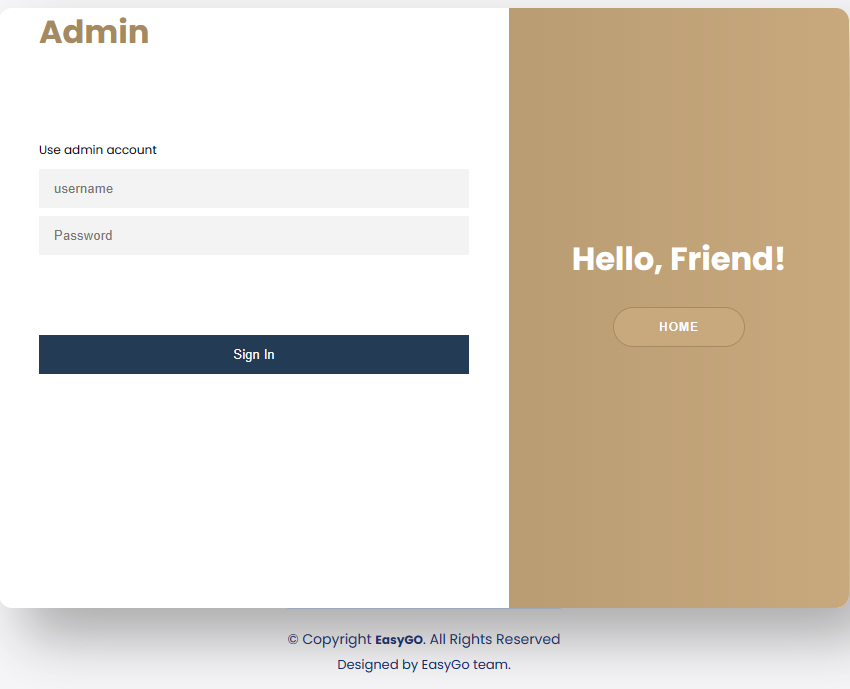 Admin
Use admin account
username
Password
Sign In
Hello, Friend!
HOME
© Copyright EasyGO. All Rights Reserved
Designed by EasyGo team.